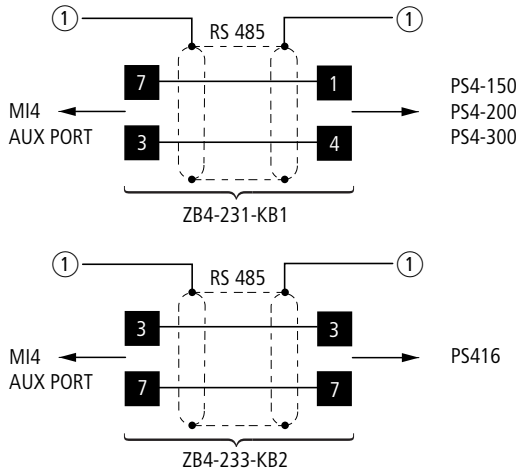 ① RS 485 ①
7 1
MI4
AUX PORT
PS4-150
PS4-200
PS4-300
3 4
ZB4-231-KB1
① RS 485 ①
3 3
MI4
AUX PORT
PS416
7 7
ZB4-233-KB2